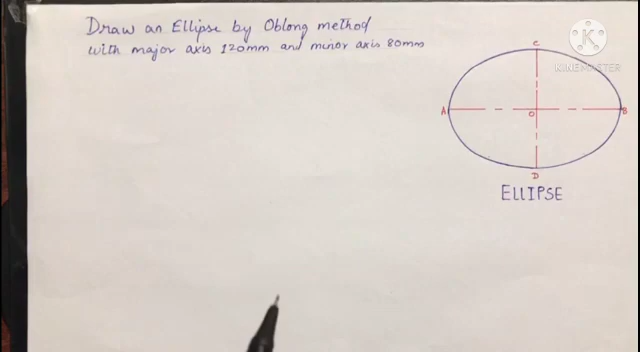 Draw an Ellipse by Oblong method
with major axis 120mm and minor axis 80mm
C
K
KINEMASTER
A
O
B
D
ELLIPSE